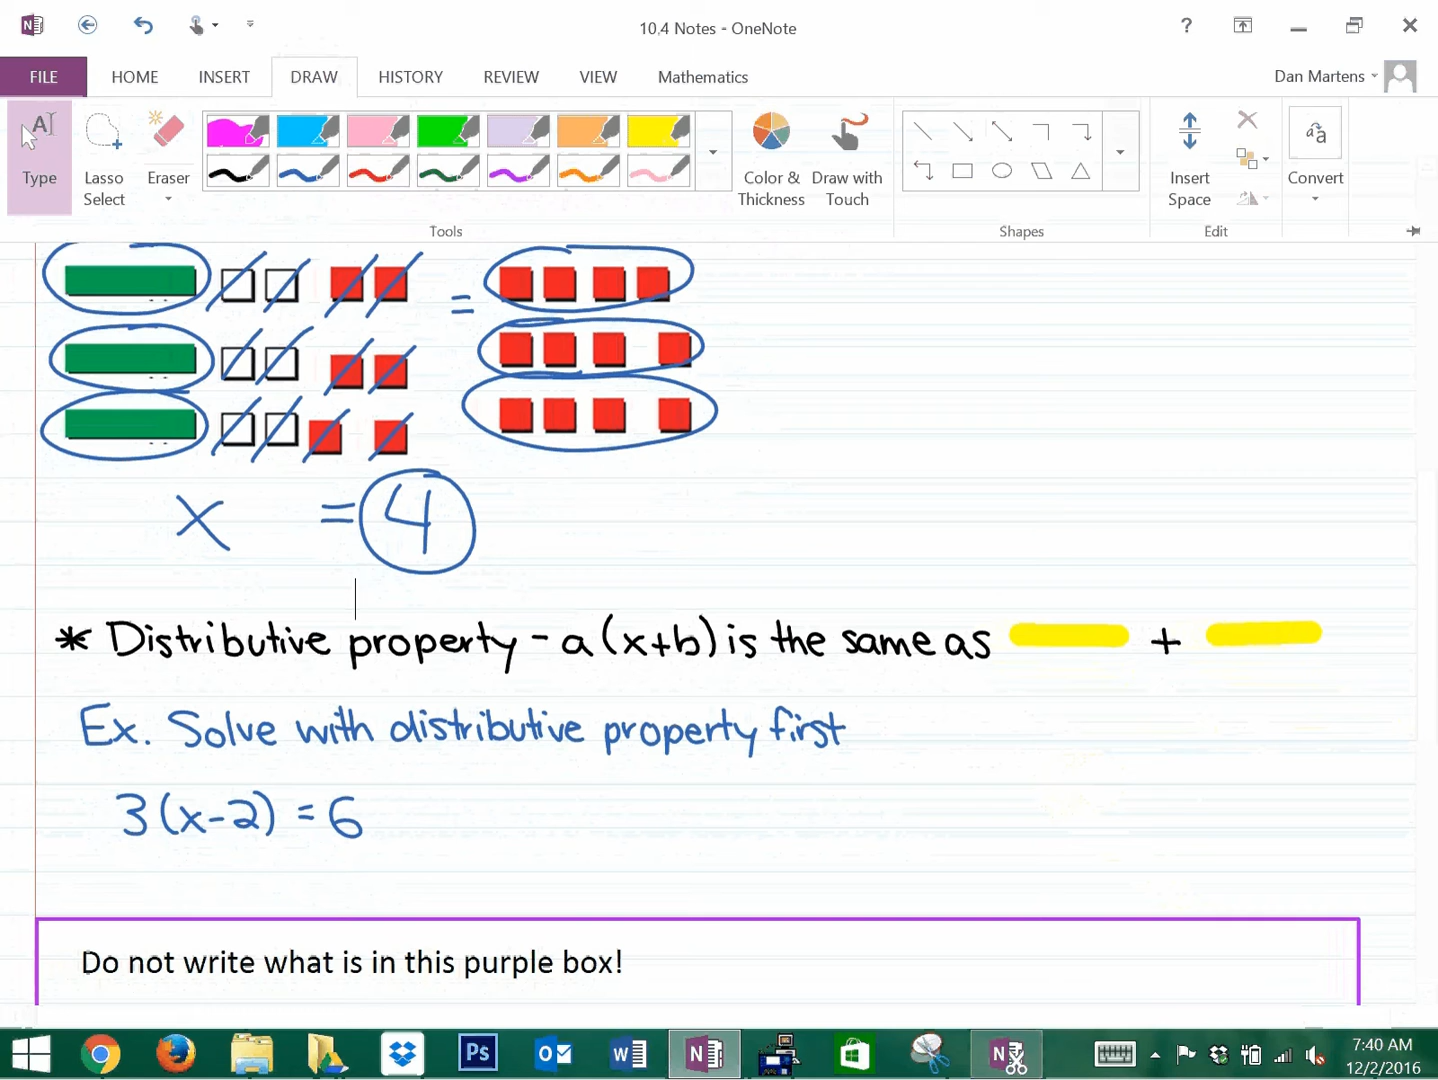 10.4 Notes - OneNote
?
FILE HOME INSERT DRAW HISTORY REVIEW VIEW Mathematics Dan Martens
Type
Lasso Select
Eraser
Color & Thickness
Draw with Touch
Insert Space
Convert
Tools Shapes Edit
=
x = 4
* Distributive property - a(x+b) is the same as +
Ex. Solve with distributive property first
3(x-2) = 6
Do not write what is in this purple box!
Ps
7:40 AM
12/2/2016